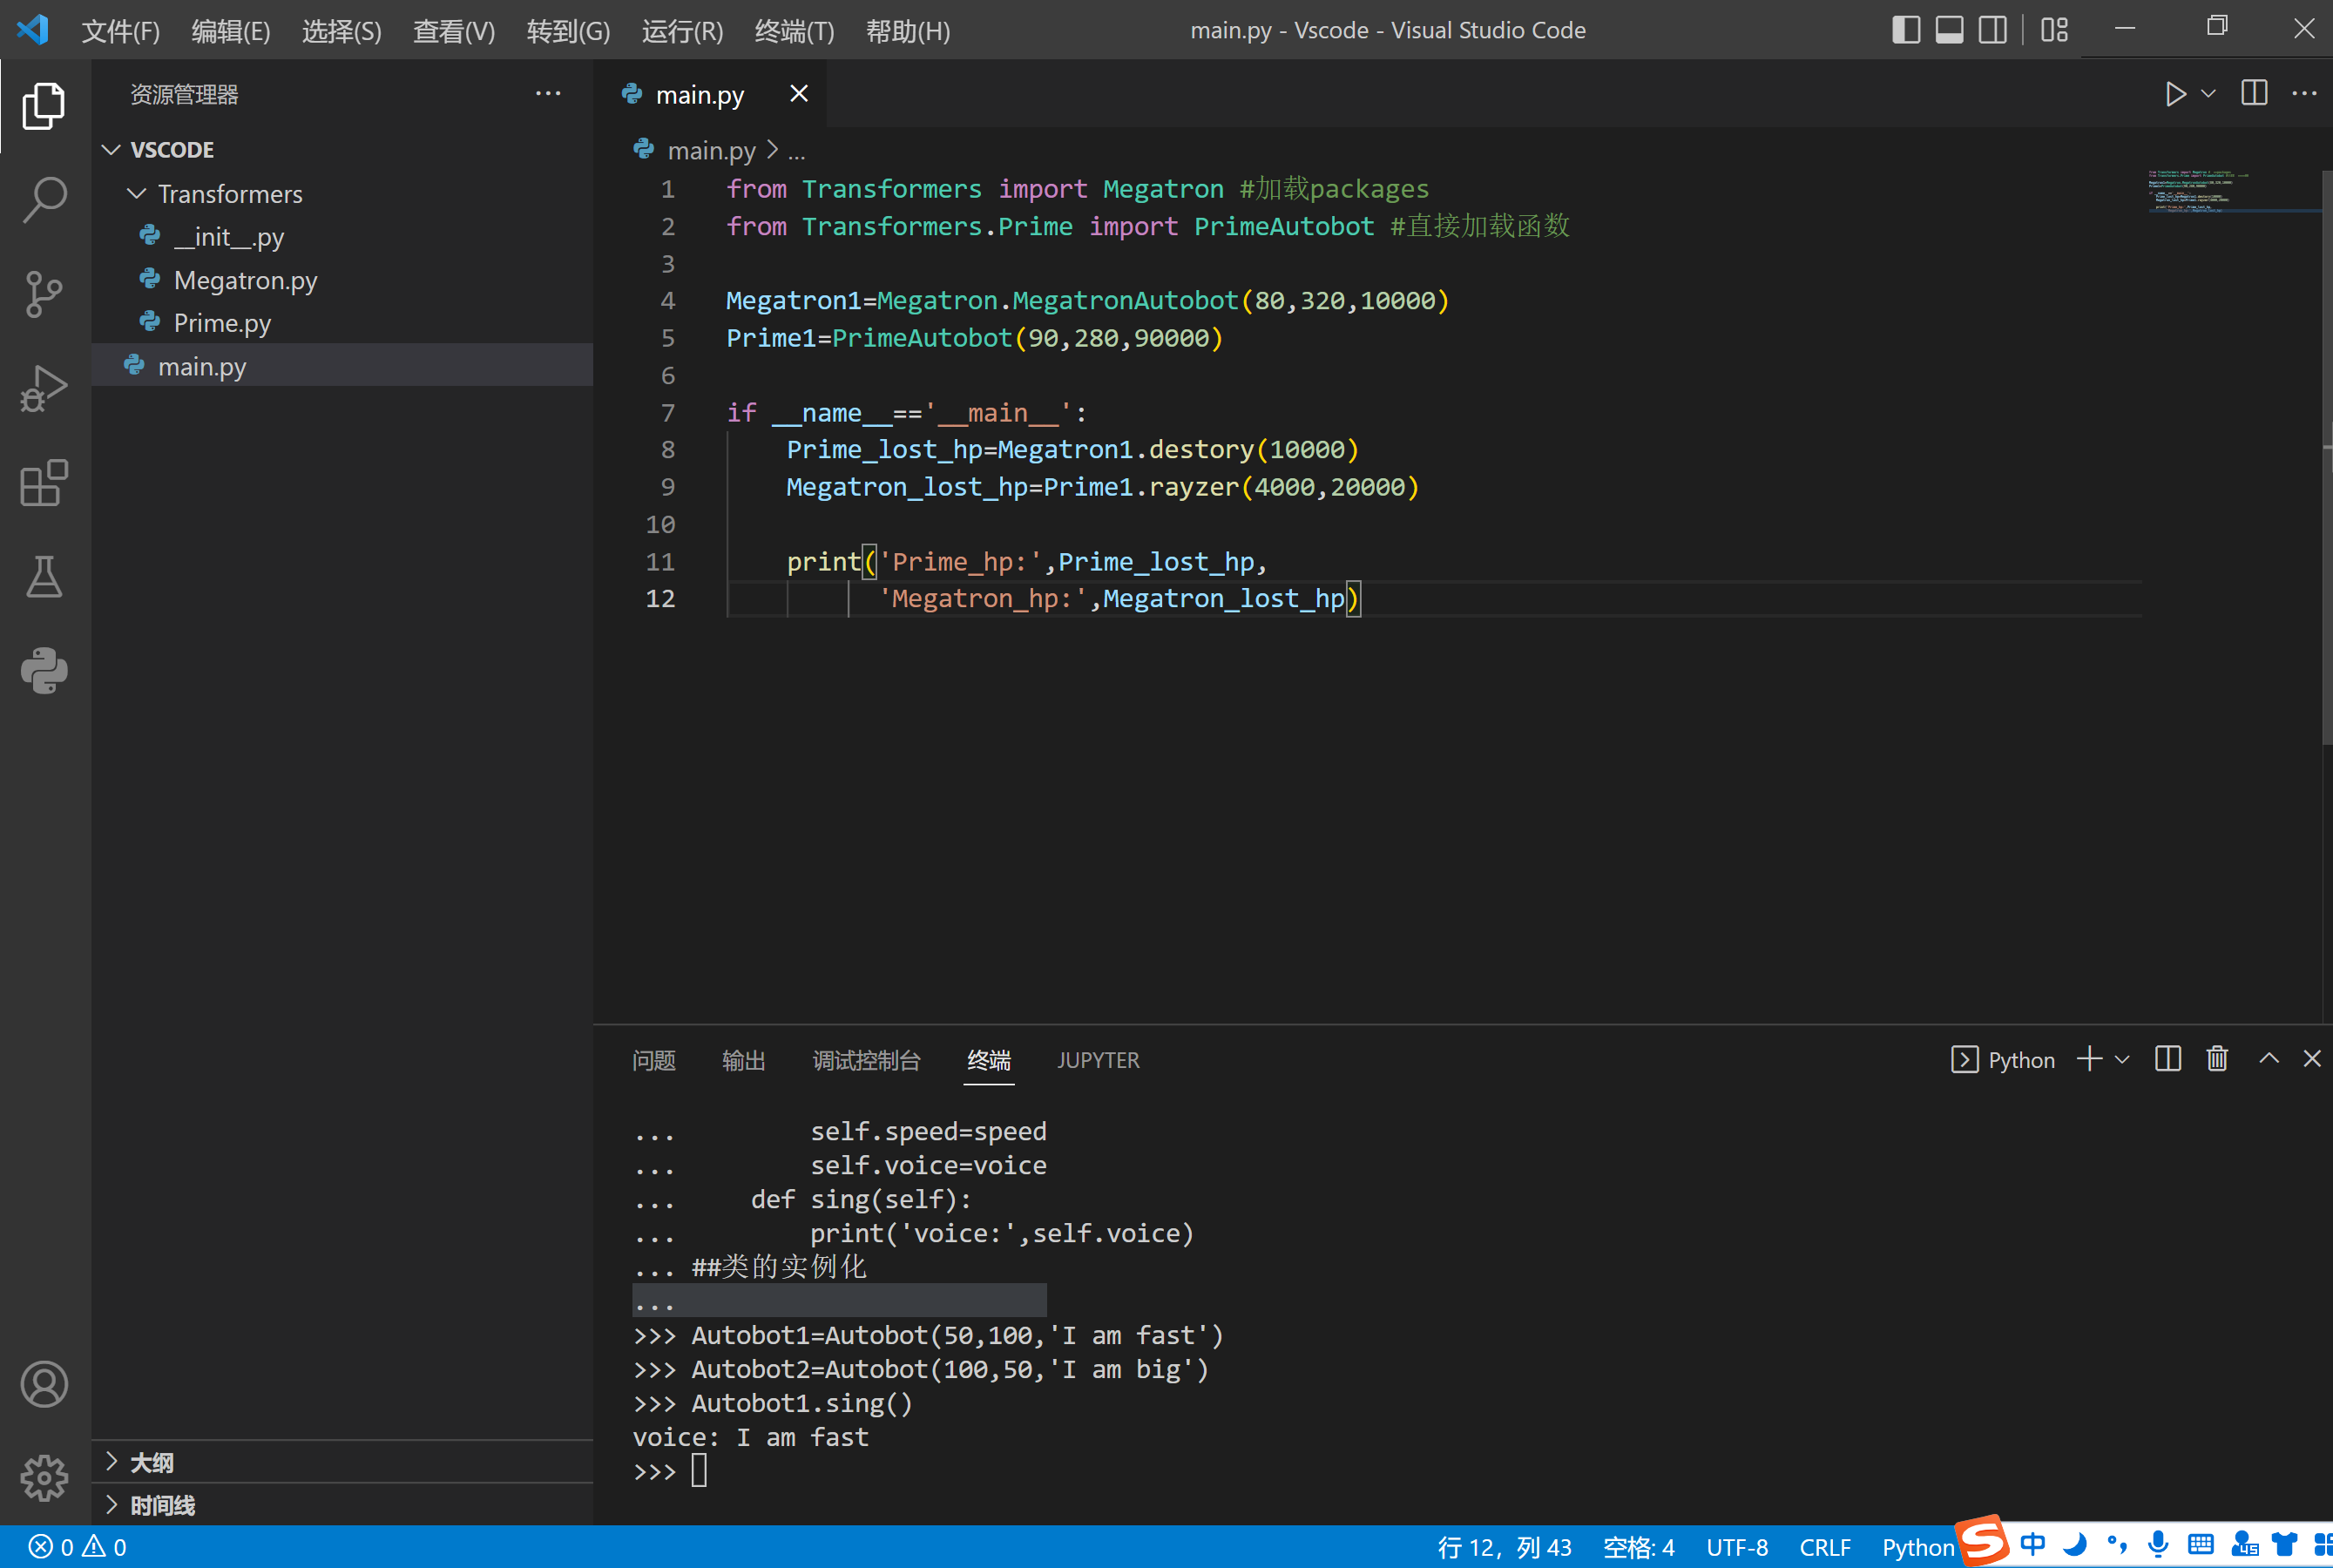 文件(F) 编辑(E) 选择(S) 查看(V) 转到(G) 运行(R) 终端(T) 帮助(H) main.py - Vscode - Visual Studio Code
资源管理器
VSCODE
Transformers
__init__.py
Megatron.py
Prime.py
main.py
大纲
时间线
main.py
main.py > ...
1 from Transformers import Megatron #加载packages
2 from Transformers.Prime import PrimeAutobot #直接加载函数
3
4 Megatron1=Megatron.MegatronAutobot(80,320,10000)
5 Prime1=PrimeAutobot(90,280,90000)
6
7 if __name__=='__main__':
8     Prime_lost_hp=Megatron1.destory(10000)
9     Megatron_lost_hp=Prime1.rayzer(4000,20000)
10
11     print('Prime_hp:',Prime_lost_hp,
12           'Megatron_hp:',Megatron_lost_hp)
问题 输出 调试控制台 终端 JUPYTER Python
...         self.speed=speed
...         self.voice=voice
...     def sing(self):
...         print('voice:',self.voice)
... ##类的实例化
...
>>> Autobot1=Autobot(50,100,'I am fast')
>>> Autobot2=Autobot(100,50,'I am big')
>>> Autobot1.sing()
voice: I am fast
>>>
0 0 行 12，列 43 空格: 4 UTF-8 CRLF Python 中